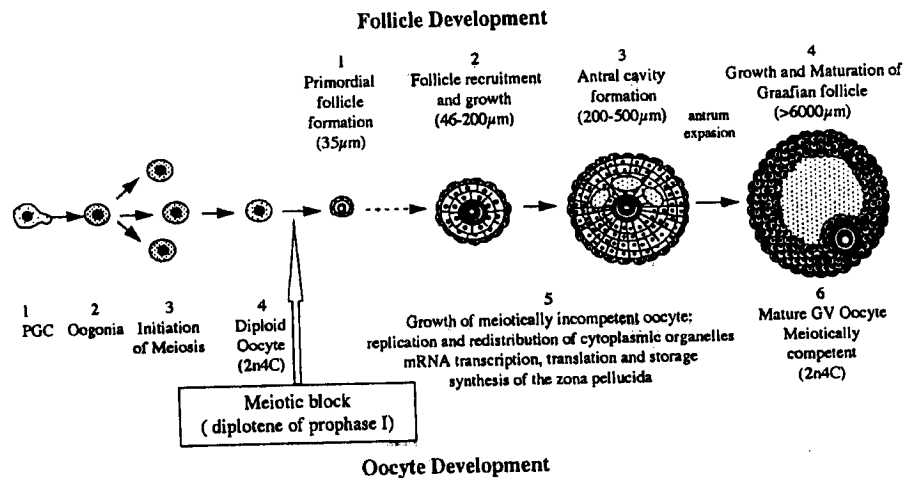 Follicle Development
1
Primordial
follicle
formation
(35µm)
2
Follicle recruitment
and growth
(46-200µm)
3
Antral cavity
formation
(200-500µm)
antrum
expasion
4
Growth and Maturation of
Graafian follicle
(>6000µm)
1
PGC
2
Oogonia
3
Initiation
of Meiosis
4
Diploid
Oocyte
(2n4C)
5
Growth of meiotically incompetent oocyte;
replication and redistribution of cytoplasmic organelles
mRNA transcription, translation and storage
synthesis of the zona pellucida
6
Mature GV Oocyte
Meiotically
competent
(2n4C)
Meiotic block
( diplotene of prophase I)
Oocyte Development